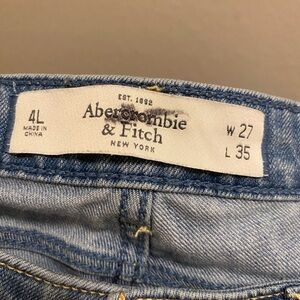 EST. 1892
Abercrombie
& Fitch
NEW YORK
4L
MADE IN
CHINA
W 27
L 35